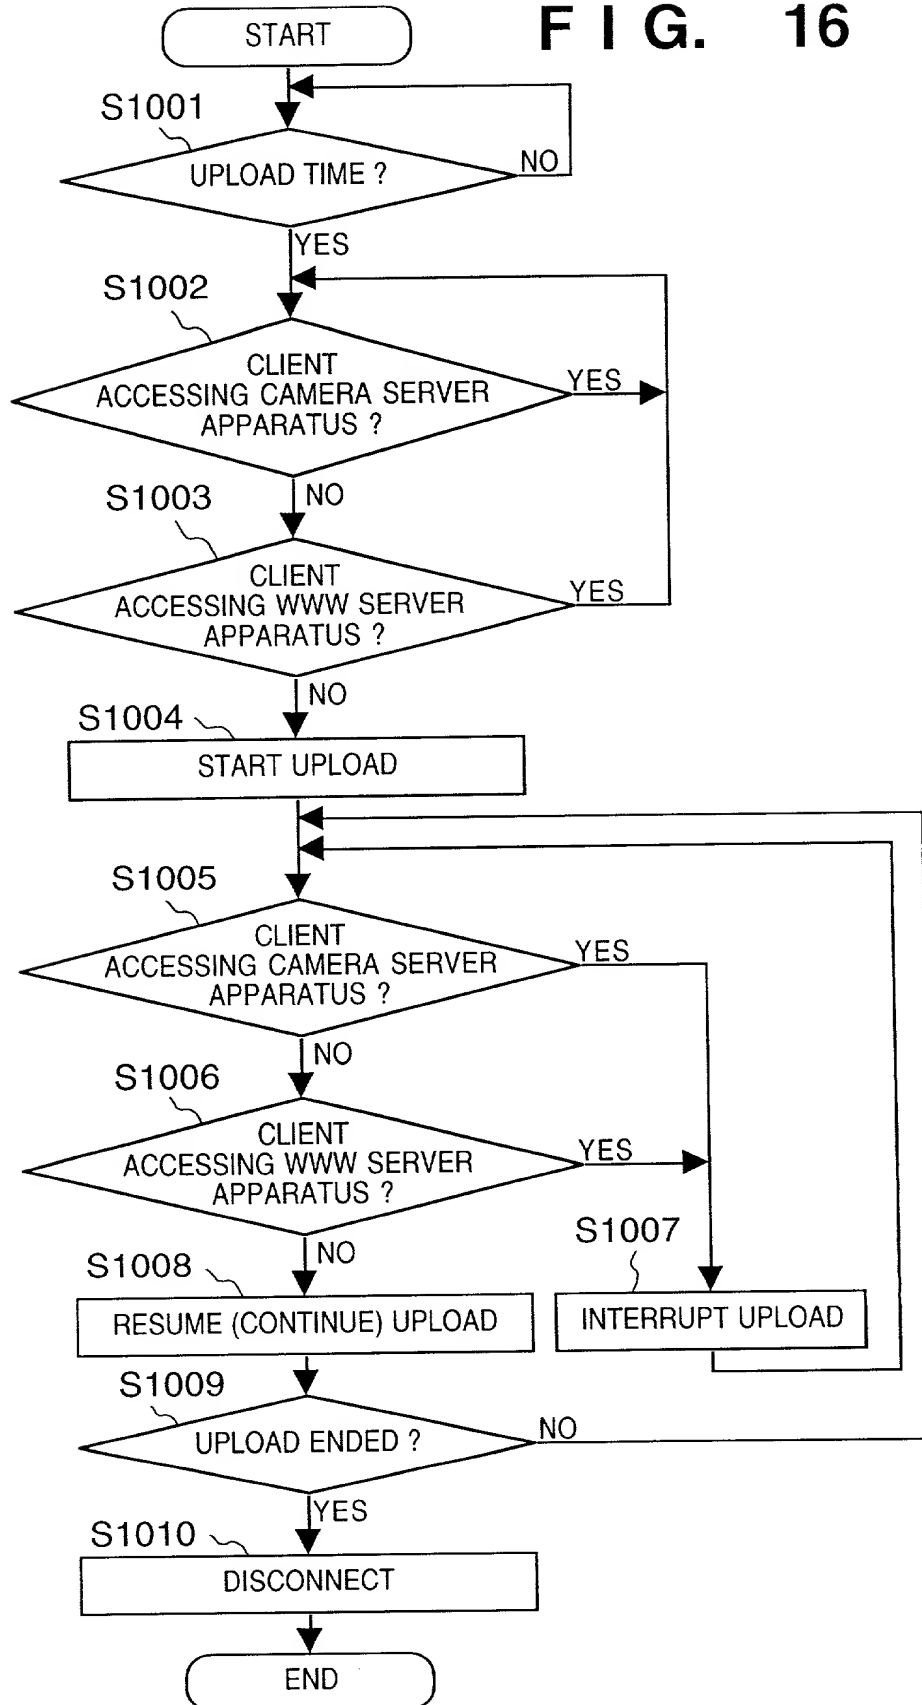 FIG. 16
START
S1001
UPLOAD TIME ?
NO
YES
S1002
CLIENT
ACCESSING CAMERA SERVER
APPARATUS ?
YES
NO
S1003
CLIENT
ACCESSING WWW SERVER
APPARATUS ?
YES
NO
S1004
START UPLOAD
S1005
CLIENT
ACCESSING CAMERA SERVER
APPARATUS ?
YES
NO
S1006
CLIENT
ACCESSING WWW SERVER
APPARATUS ?
YES
NO
S1007
INTERRUPT UPLOAD
S1008
RESUME (CONTINUE) UPLOAD
S1009
UPLOAD ENDED ?
NO
YES
S1010
DISCONNECT
END